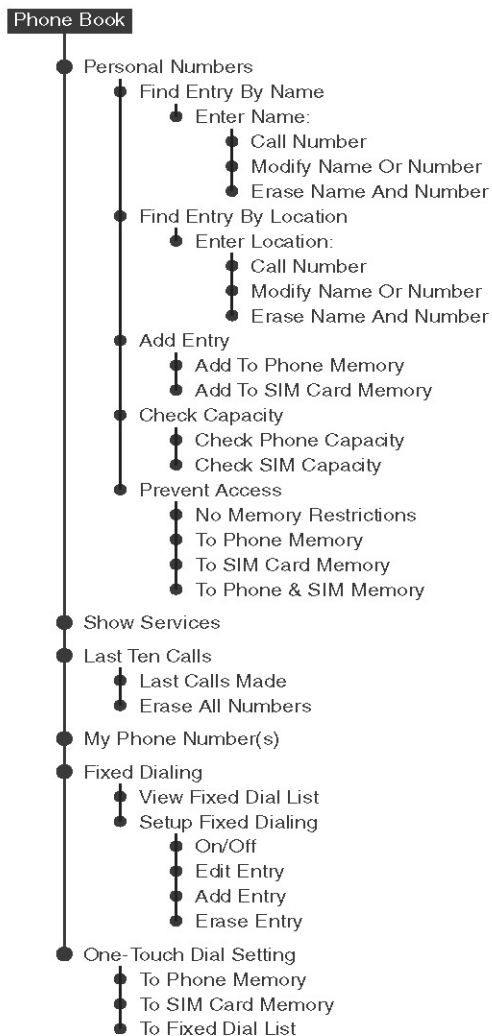 Phone Book
Personal Numbers
Find Entry By Name
Enter Name:
Call Number
Modify Name Or Number
Erase Name And Number
Find Entry By Location
Enter Location:
Call Number
Modify Name Or Number
Erase Name And Number
Add Entry
Add To Phone Memory
Add To SIM Card Memory
Check Capacity
Check Phone Capacity
Check SIM Capacity
Prevent Access
No Memory Restrictions
To Phone Memory
To SIM Card Memory
To Phone & SIM Memory
Show Services
Last Ten Calls
Last Calls Made
Erase All Numbers
My Phone Number(s)
Fixed Dialing
View Fixed Dial List
Setup Fixed Dialing
On/Off
Edit Entry
Add Entry
Erase Entry
One-Touch Dial Setting
To Phone Memory
To SIM Card Memory
To Fixed Dial List